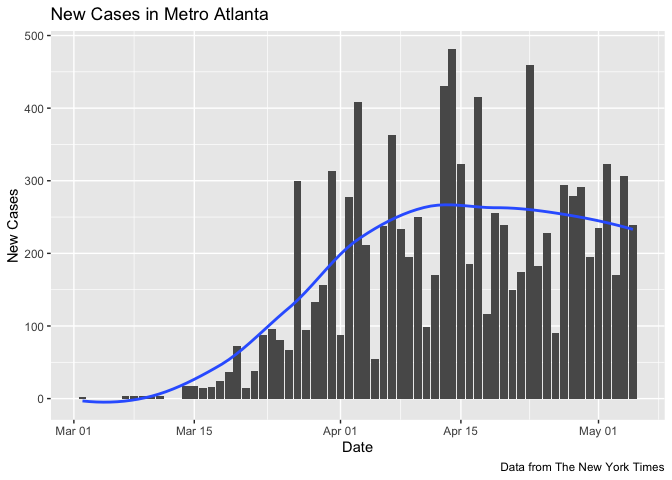 New Cases in Metro Atlanta
500
400
300
200
100
0
New Cases
Mar 01 Mar 15 Apr 01 Apr 15 May 01
Date
Data from The New York Times